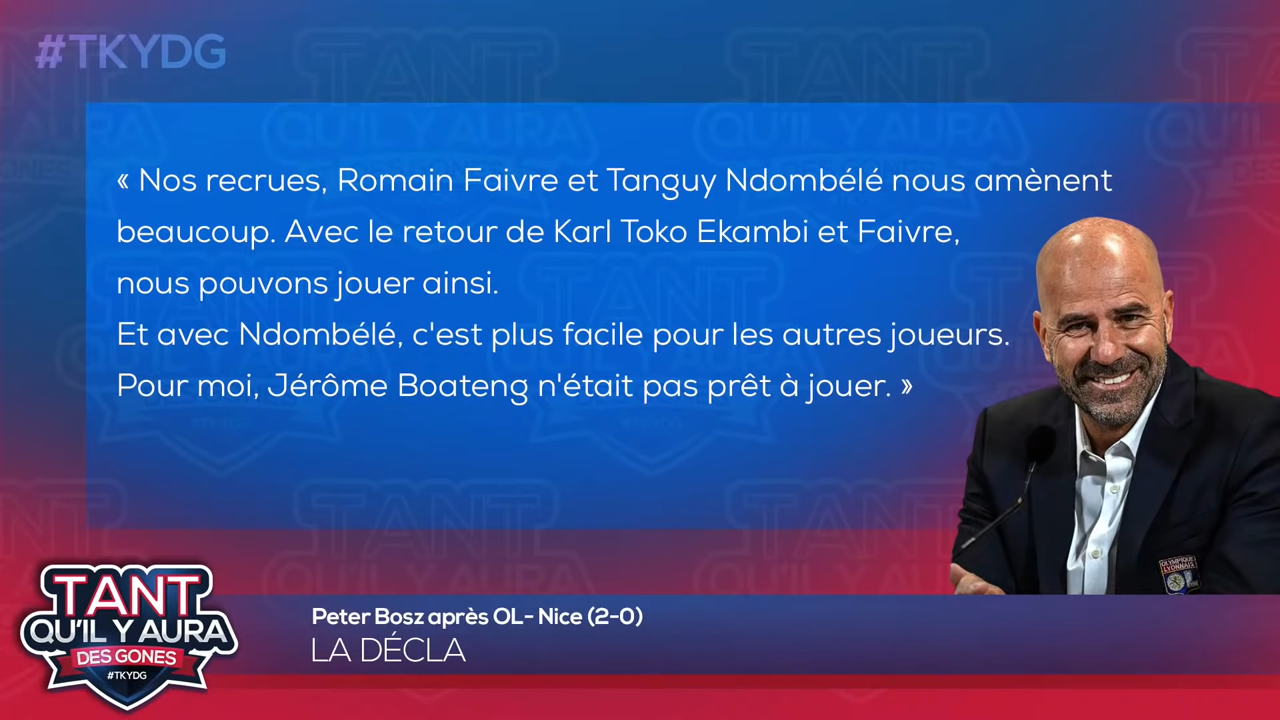 #TKYDG
« Nos recrues, Romain Faivre et Tanguy Ndombélé nous amènent
beaucoup. Avec le retour de Karl Toko Ekambi et Faivre,
nous pouvons jouer ainsi.
Et avec Ndombélé, c'est plus facile pour les autres joueurs.
Pour moi, Jérôme Boateng n'était pas prêt à jouer. »
OLYMPIQUE
LYONNAIS
TANT
QU'IL Y AURA
DES GONES
#TKYDG
Peter Bosz après OL- Nice (2-0)
LA DÉCLA